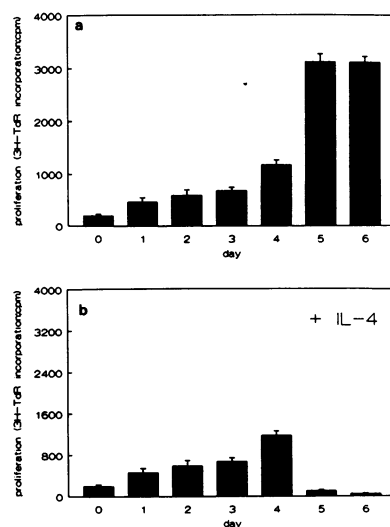 a
proliferation (3H-TdR incorporation:cpm)
4000
3000
2000
1000
0
0 1 2 3 4 5 6
day
b
+ IL-4
proliferation (3H-TdR incorporation:cpm)
4000
3200
2400
1600
800
0
0 1 2 3 4 5 6
day